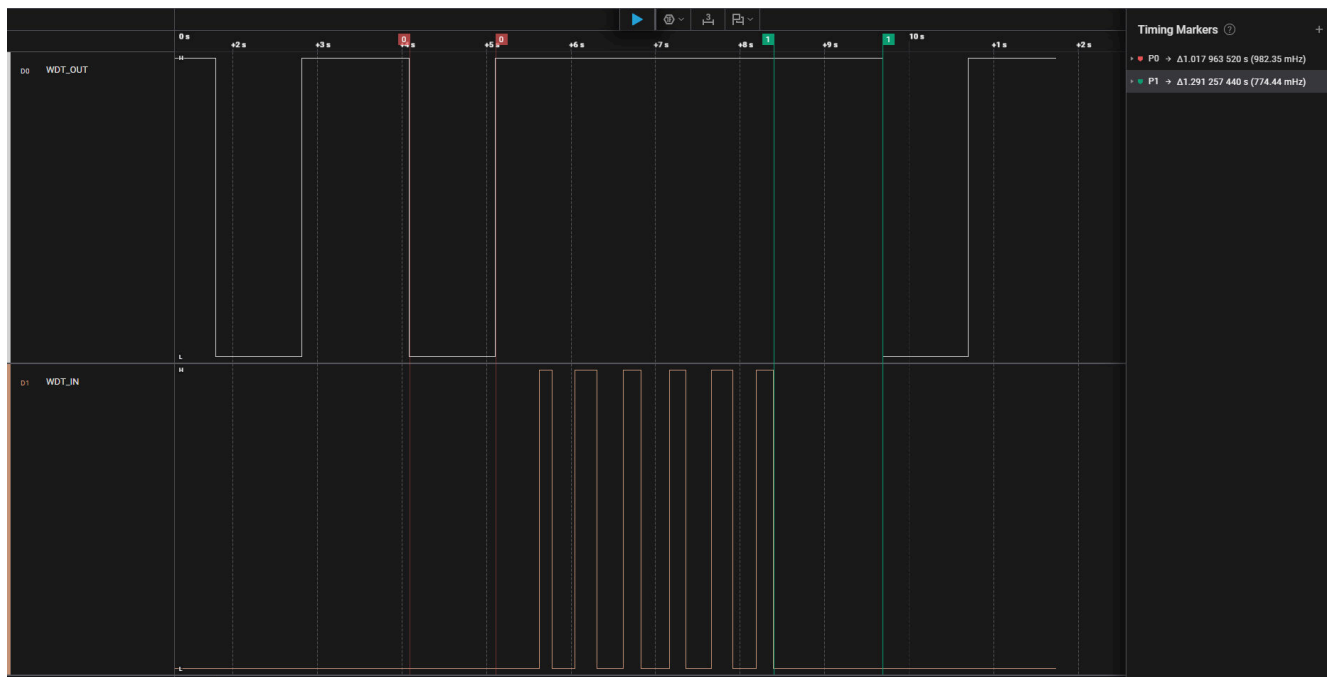 3
Timing Markers ?
+
0 s
+2 s
+3 s
0
0
+6 s
+7 s
+8 s
1
+9 s
1
10 s
+1 s
+2 s
P0 → Δ1.017 963 520 s (982.35 mHz)
P1 → Δ1.291 257 440 s (774.44 mHz)
H
D0 WDT_OUT
L
H
D1 WDT_IN
L